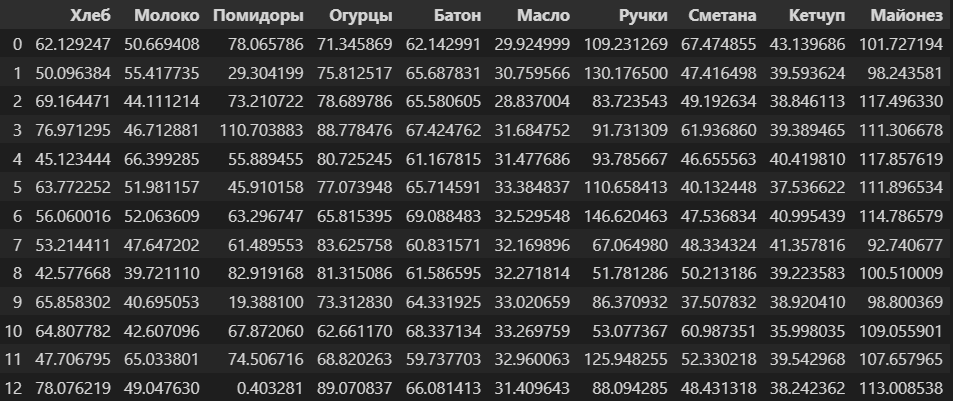 Хлеб Молоко Помидоры Огурцы Батон Масло Ручки Сметана Кетчуп Майонез
0 62.129247 50.669408 78.065786 71.345869 62.142991 29.924999 109.231269 67.474855 43.139686 101.727194
1 50.096384 55.417735 29.304199 75.812517 65.687831 30.759566 130.176500 47.416498 39.593624 98.243581
2 69.164471 44.111214 73.210722 78.689786 65.580605 28.837004 83.723543 49.192634 38.846113 117.496330
3 76.971295 46.712881 110.703883 88.778476 67.424762 31.684752 91.731309 61.936860 39.389465 111.306678
4 45.123444 66.399285 55.889455 80.725245 61.167815 31.477686 93.785667 46.655563 40.419810 117.857619
5 63.772252 51.981157 45.910158 77.073948 65.714591 33.384837 110.658413 40.132448 37.536622 111.896534
6 56.060016 52.063609 63.296747 65.815395 69.088483 32.529548 146.620463 47.536834 40.995439 114.786579
7 53.214411 47.647202 61.489553 83.625758 60.831571 32.169896 67.064980 48.334324 41.357816 92.740677
8 42.577668 39.721110 82.919168 81.315086 61.586595 32.271814 51.781286 50.213186 39.223583 100.510009
9 65.858302 40.695053 19.388100 73.312830 64.331925 33.020659 86.370932 37.507832 38.920410 98.800369
10 64.807782 42.607096 67.872060 62.661170 68.337134 33.269759 53.077367 60.987351 35.998035 109.055901
11 47.706795 65.033801 74.506716 68.820263 59.737703 32.960063 125.948255 52.330218 39.542968 107.657965
12 78.076219 49.047630 0.403281 89.070837 66.081413 31.409643 88.094285 48.431318 38.242362 113.008538